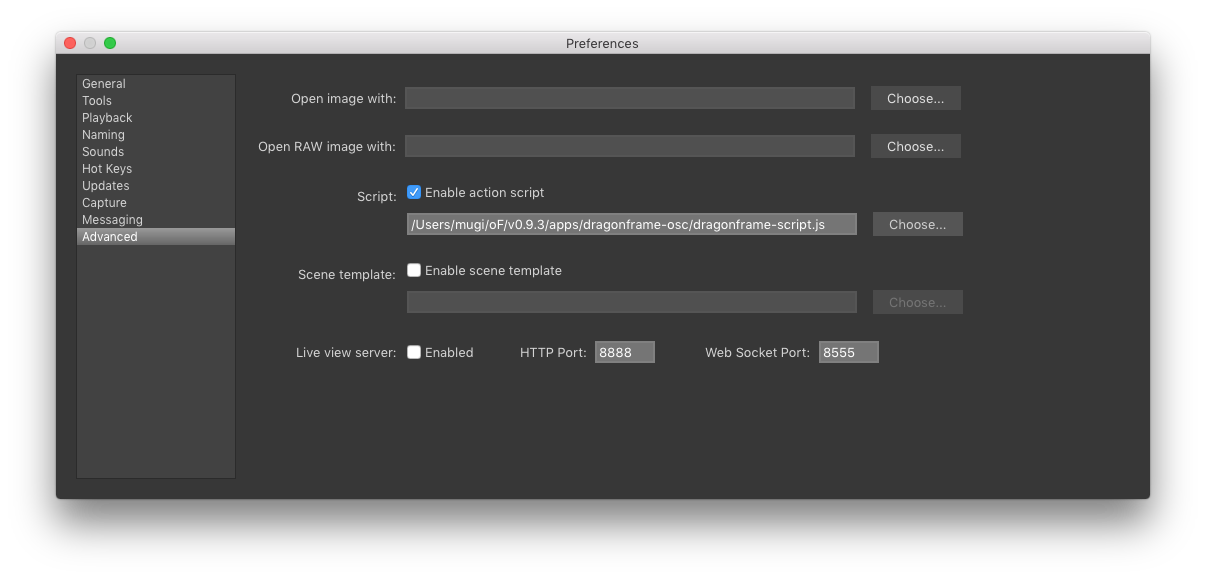 Preferences
General
Tools
Playback
Naming
Sounds
Hot Keys
Updates
Capture
Messaging
Advanced
Open image with: Choose...
Open RAW image with: Choose...
Script: Enable action script
/Users/mugi/oF/v0.9.3/apps/dragonframe-osc/dragonframe-script.js Choose...
Scene template: Enable scene template
Choose...
Live view server: Enabled HTTP Port: 8888 Web Socket Port: 8555